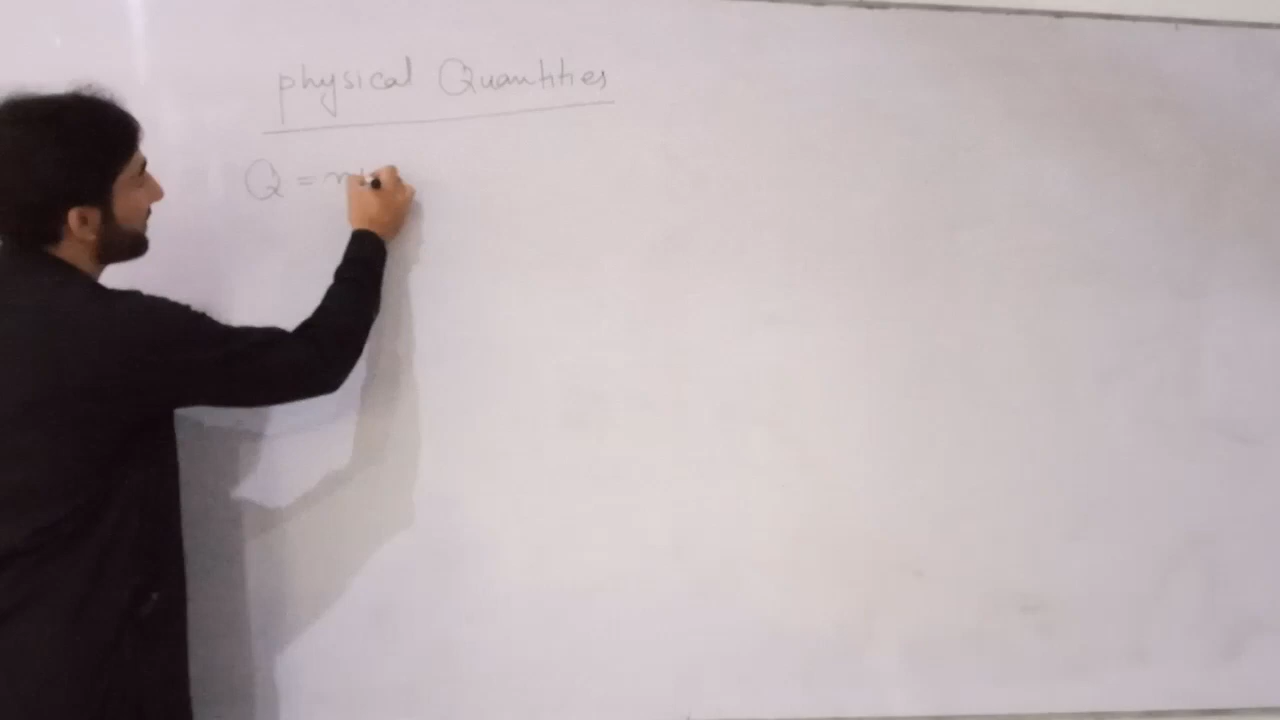 physical Quantities
Q = n